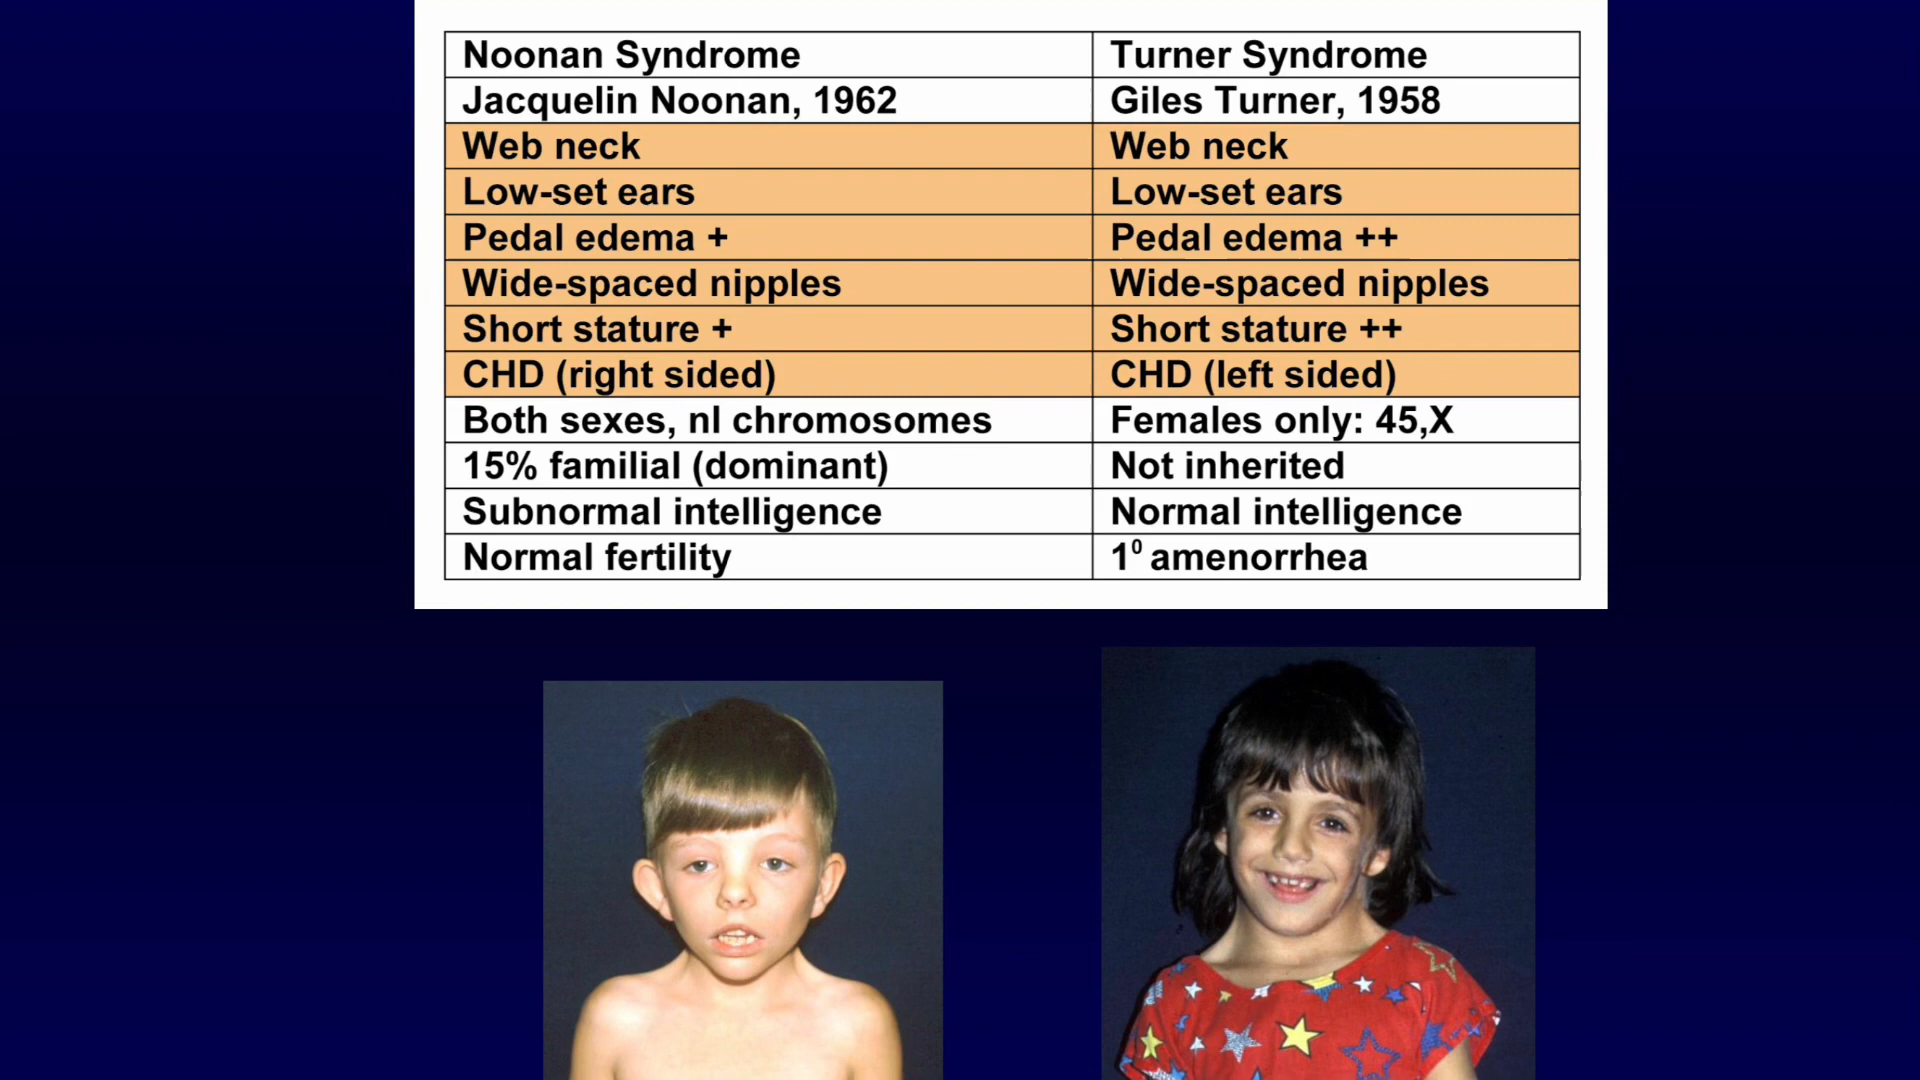 Noonan Syndrome Turner Syndrome
Jacquelin Noonan, 1962 Giles Turner, 1958
Web neck Web neck
Low-set ears Low-set ears
Pedal edema + Pedal edema ++
Wide-spaced nipples Wide-spaced nipples
Short stature + Short stature ++
CHD (right sided) CHD (left sided)
Both sexes, nl chromosomes Females only: 45,X
15% familial (dominant) Not inherited
Subnormal intelligence Normal intelligence
Normal fertility 1⁰ amenorrhea